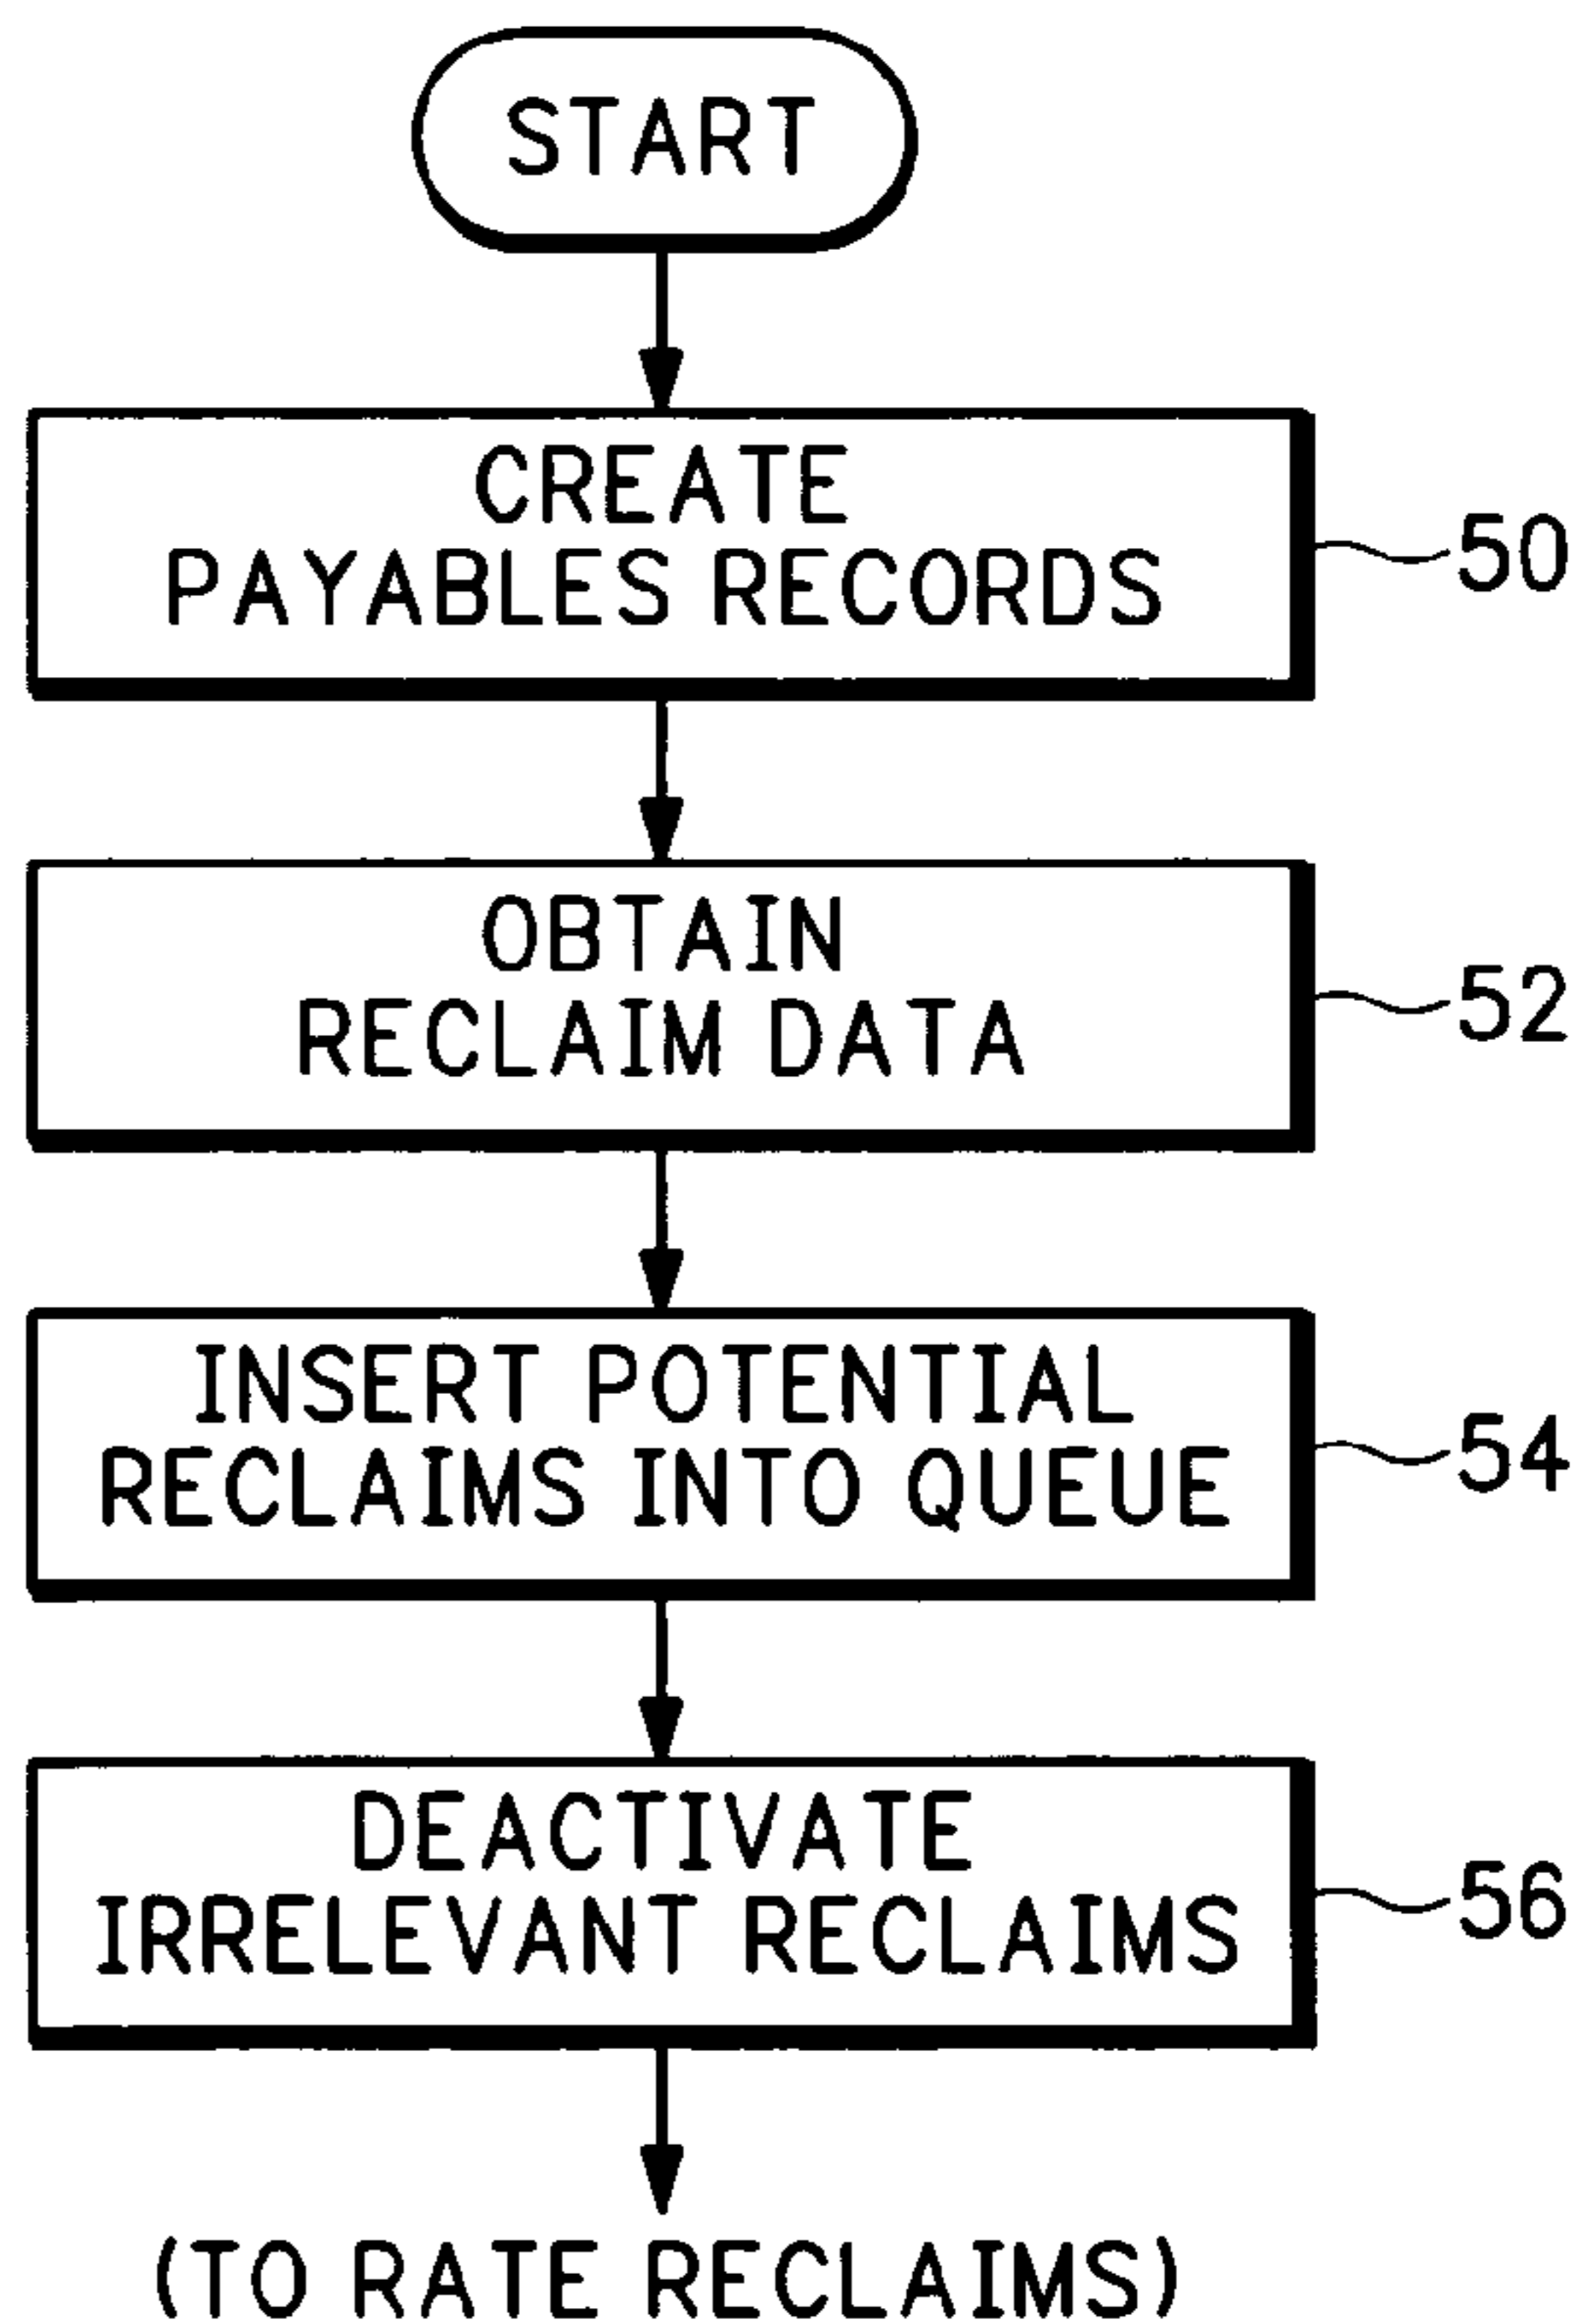 START
CREATE
PAYABLES RECORDS
50
OBTAIN
RECLAIM DATA
52
INSERT POTENTIAL
RECLAIMS INTO QUEUE
54
DEACTIVATE
IRRELEVANT RECLAIMS
56
(TO RATE RECLAIMS)